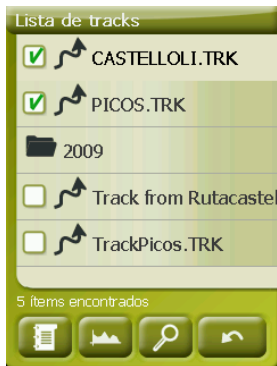 Lista de tracks
CASTELLOLI.TRK
PICOS.TRK
2009
Track from Rutacastel
TrackPicos.TRK
5 ítems encontrados